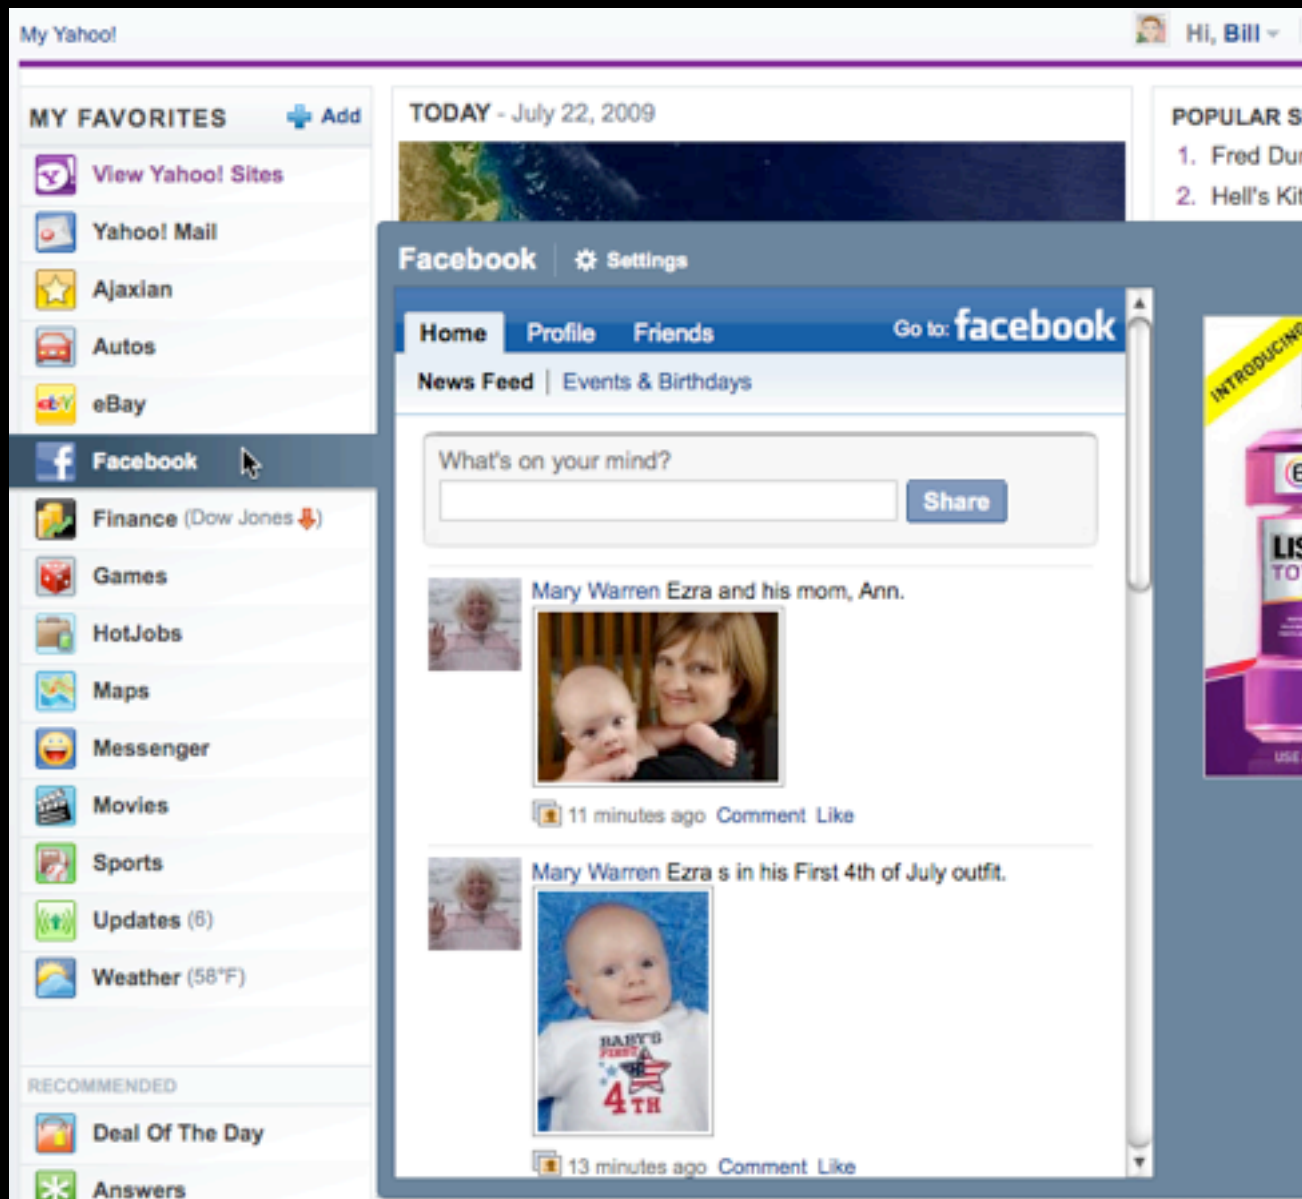 My Yahoo!
Hi, Bill
MY FAVORITES
Add
View Yahoo! Sites
Yahoo! Mail
Ajaxian
Autos
eBay
Facebook
Finance (Dow Jones )
Games
HotJobs
Maps
Messenger
Movies
Sports
Updates (6)
Weather (58°F)
RECOMMENDED
Deal Of The Day
Answers
TODAY - July 22, 2009
POPULAR S
1. Fred Dur
2. Hell's Kit
Facebook
Settings
Home Profile Friends Go to: facebook
News Feed | Events & Birthdays
What's on your mind?
Share
Mary Warren Ezra and his mom, Ann.
11 minutes ago Comment Like
Mary Warren Ezra s in his First 4th of July outfit.
BABY'S
FIRST
4TH
13 minutes ago Comment Like
INTRODUCING
LIS
TO
USE